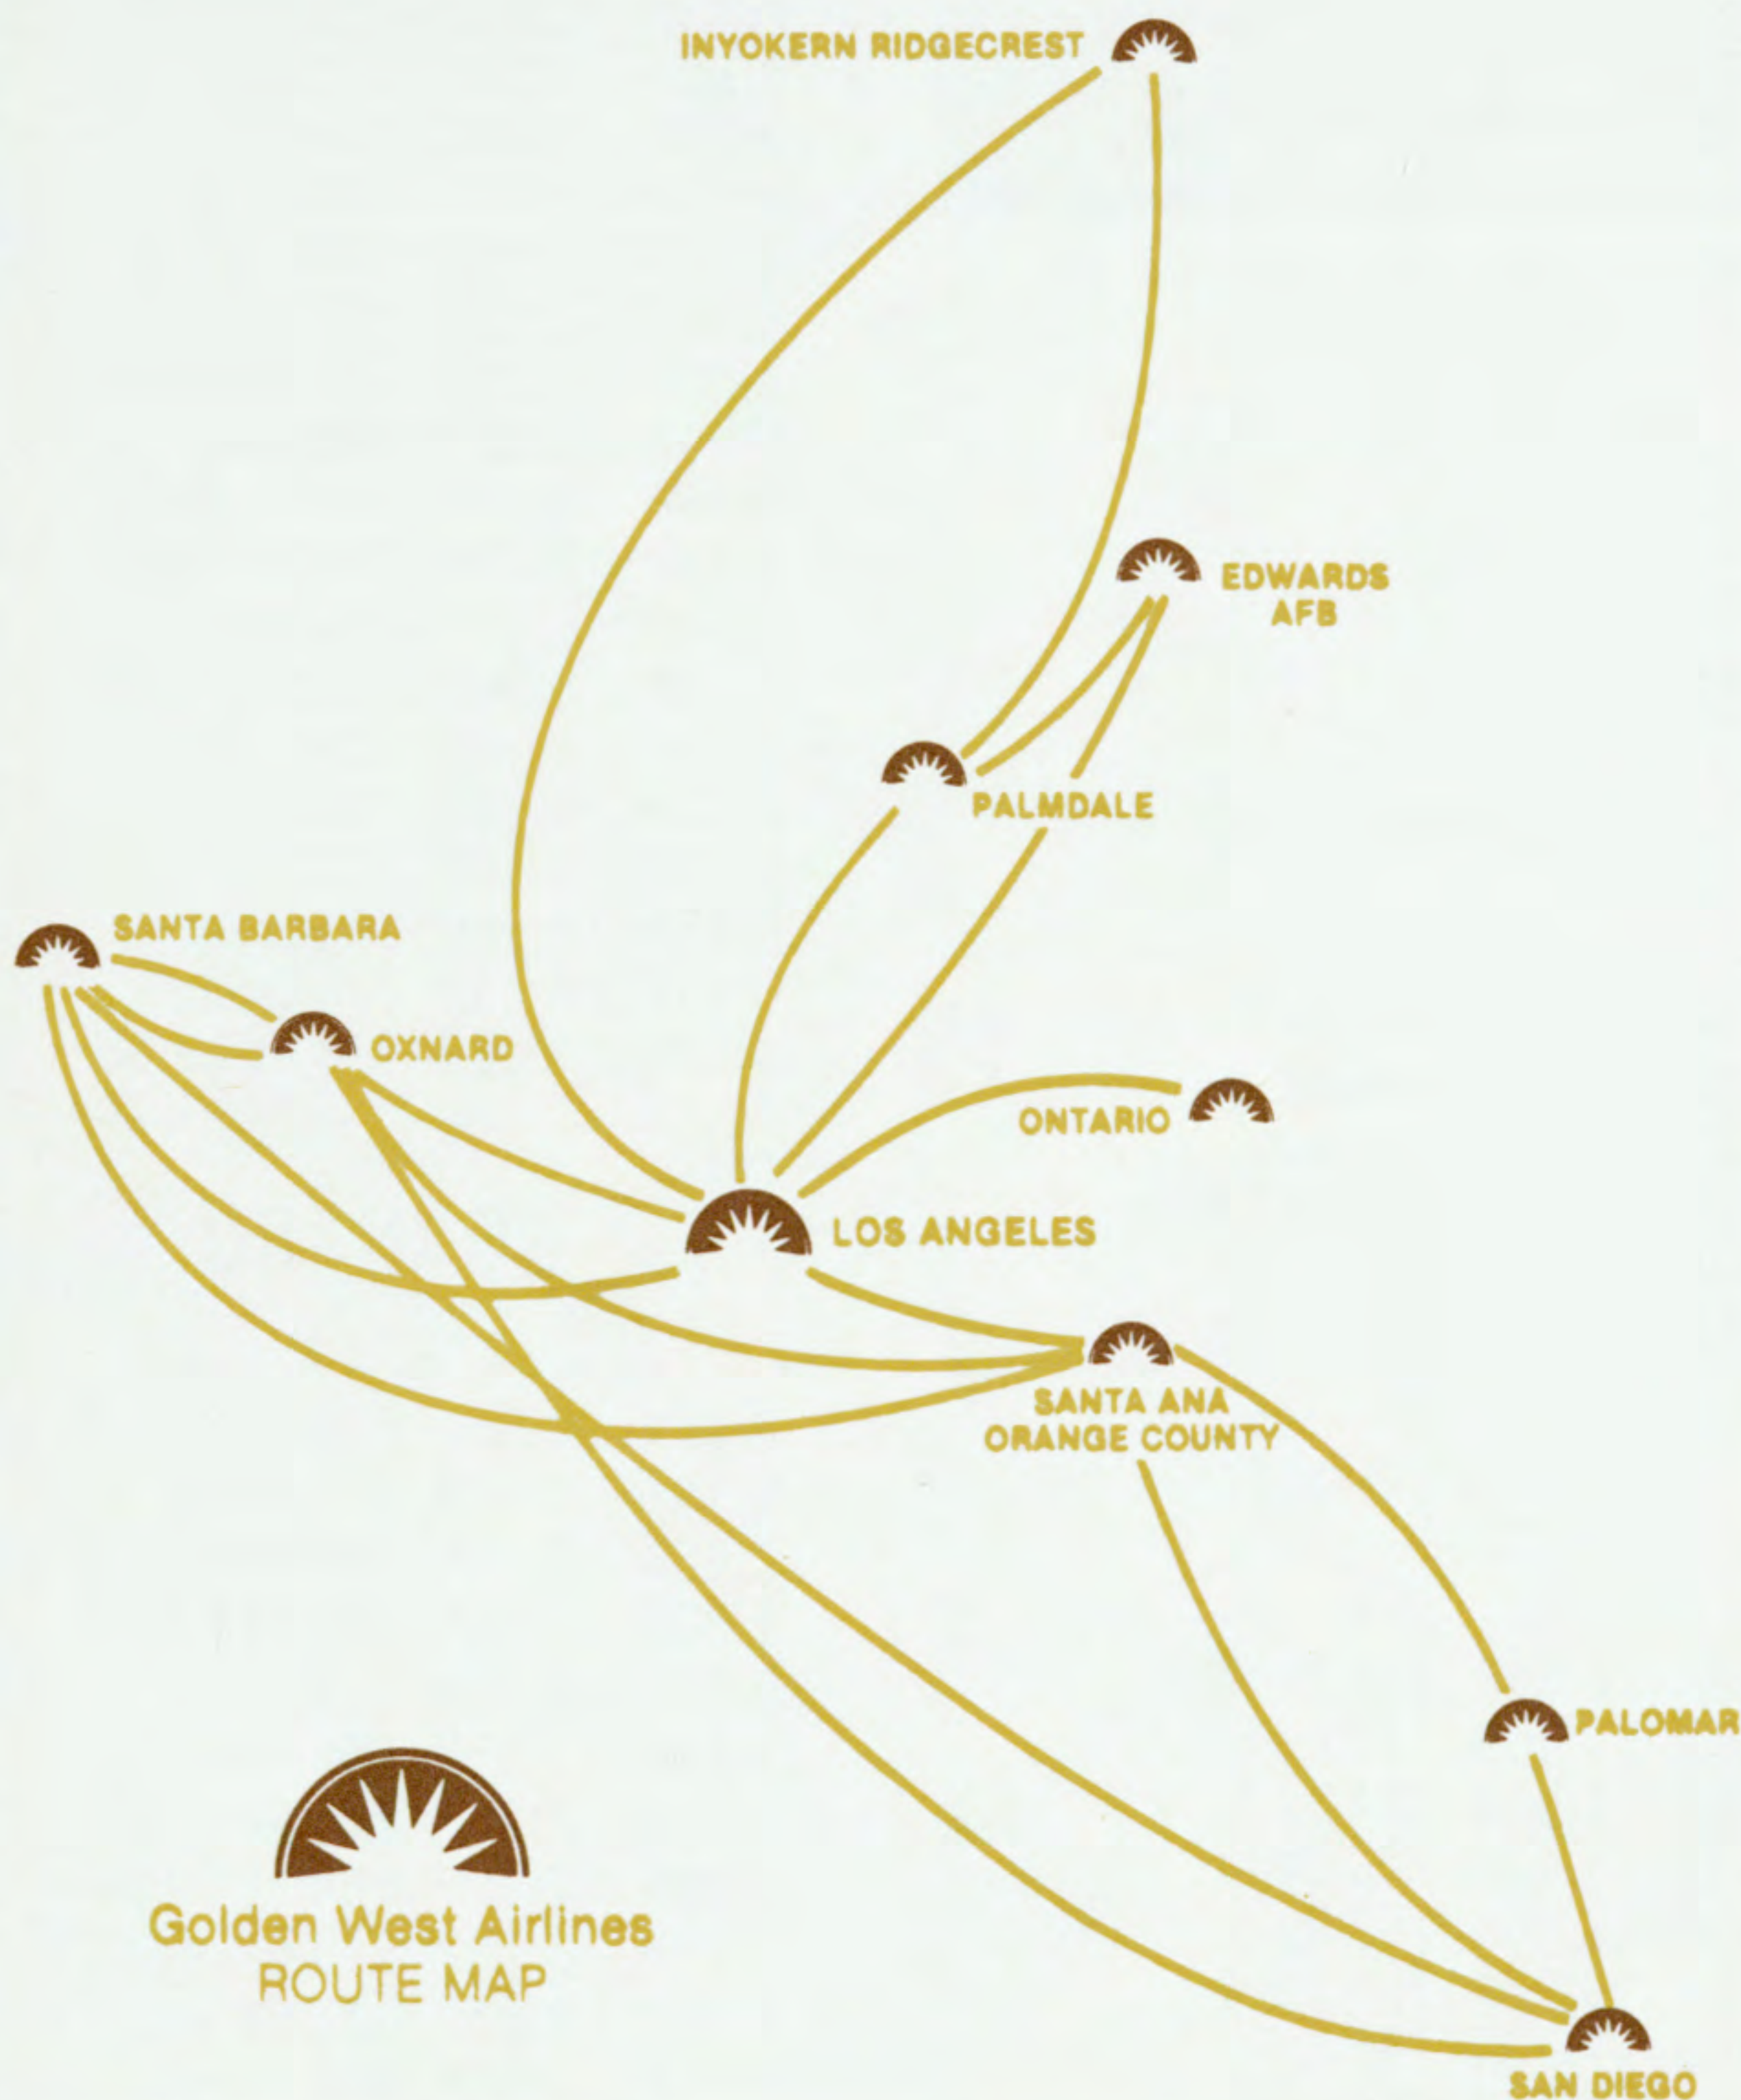 INYOKERN RIDGECREST
EDWARDS
AFB
PALMDALE
SANTA BARBARA
OXNARD
ONTARIO
LOS ANGELES
SANTA ANA
ORANGE COUNTY
PALOMAR
Golden West Airlines
ROUTE MAP
SAN DIEGO